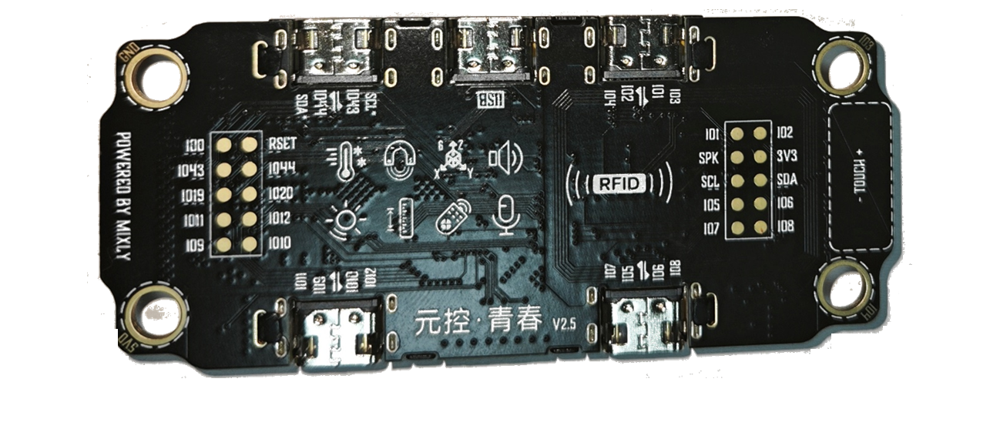 GND
IO3
SDA*
IO44
IO43
SCL*
USB
IO4
IO2
IO1
IO3
POWERED BY MIXLY
IO0 RSET
IO43 IO44
IO19 IO20
IO11 IO12
IO9 IO10
6 Z
X Y
RFID
IO1 IO2
SPK 3V3
SCL SDA
IO5 IO6
IO7 IO8
- TOUCH +
IO11
IO9
IO10
IO12
IO7
IO5
IO6
IO8
元控·青春 V2.5
5VO
IO4